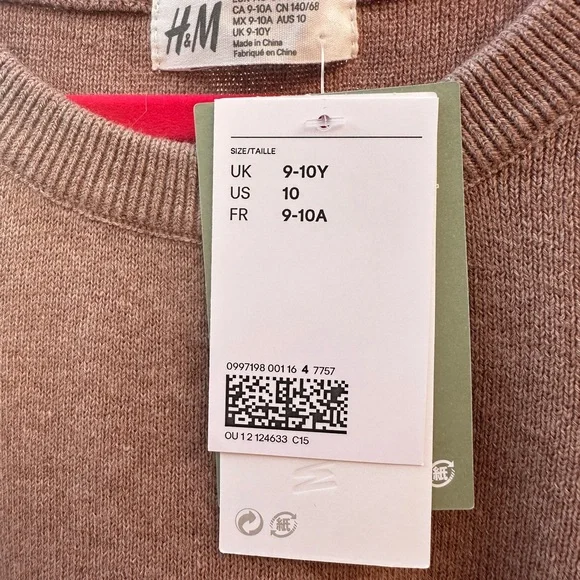 H&M
CA 9-10A CN 140/68
MX 9-10A AUS 10
UK 9-10Y
Made in China
Fabriqué en Chine
SIZE/TAILLE
UK 9-10Y
US 10
FR 9-10A
0997198 001 16 4 7757
OU 1 2 124633 C15
紙
紙